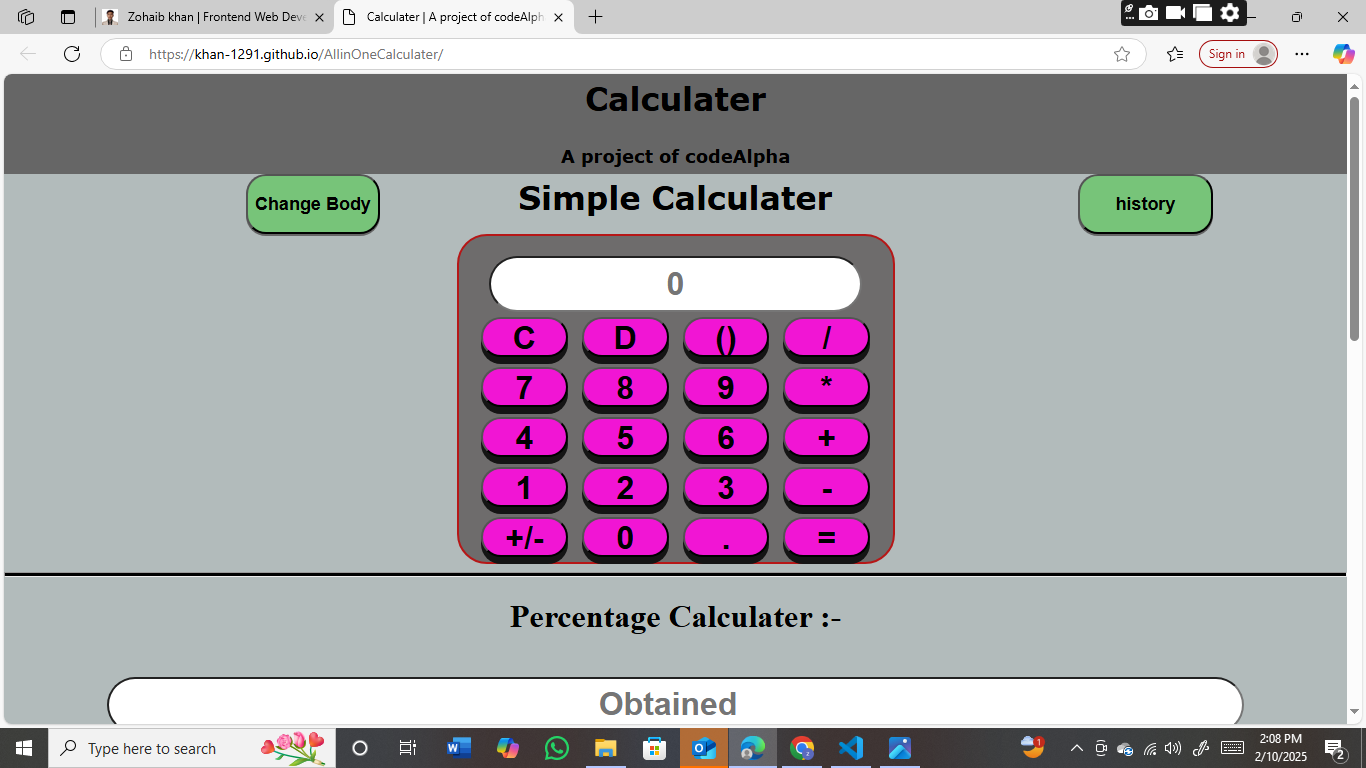 Zohaib khan | Frontend Web Deve
Calculater | A project of codeAlph
https://khan-1291.github.io/AllinOneCalculater/
Sign in
Calculater
A project of codeAlpha
Change Body
Simple Calculater
history
0
C D () /
7 8 9 *
4 5 6 +
1 2 3 -
+/- 0 . =
Percentage Calculater :-
Obtained
Type here to search
1
2:08 PM
2/10/2025
2